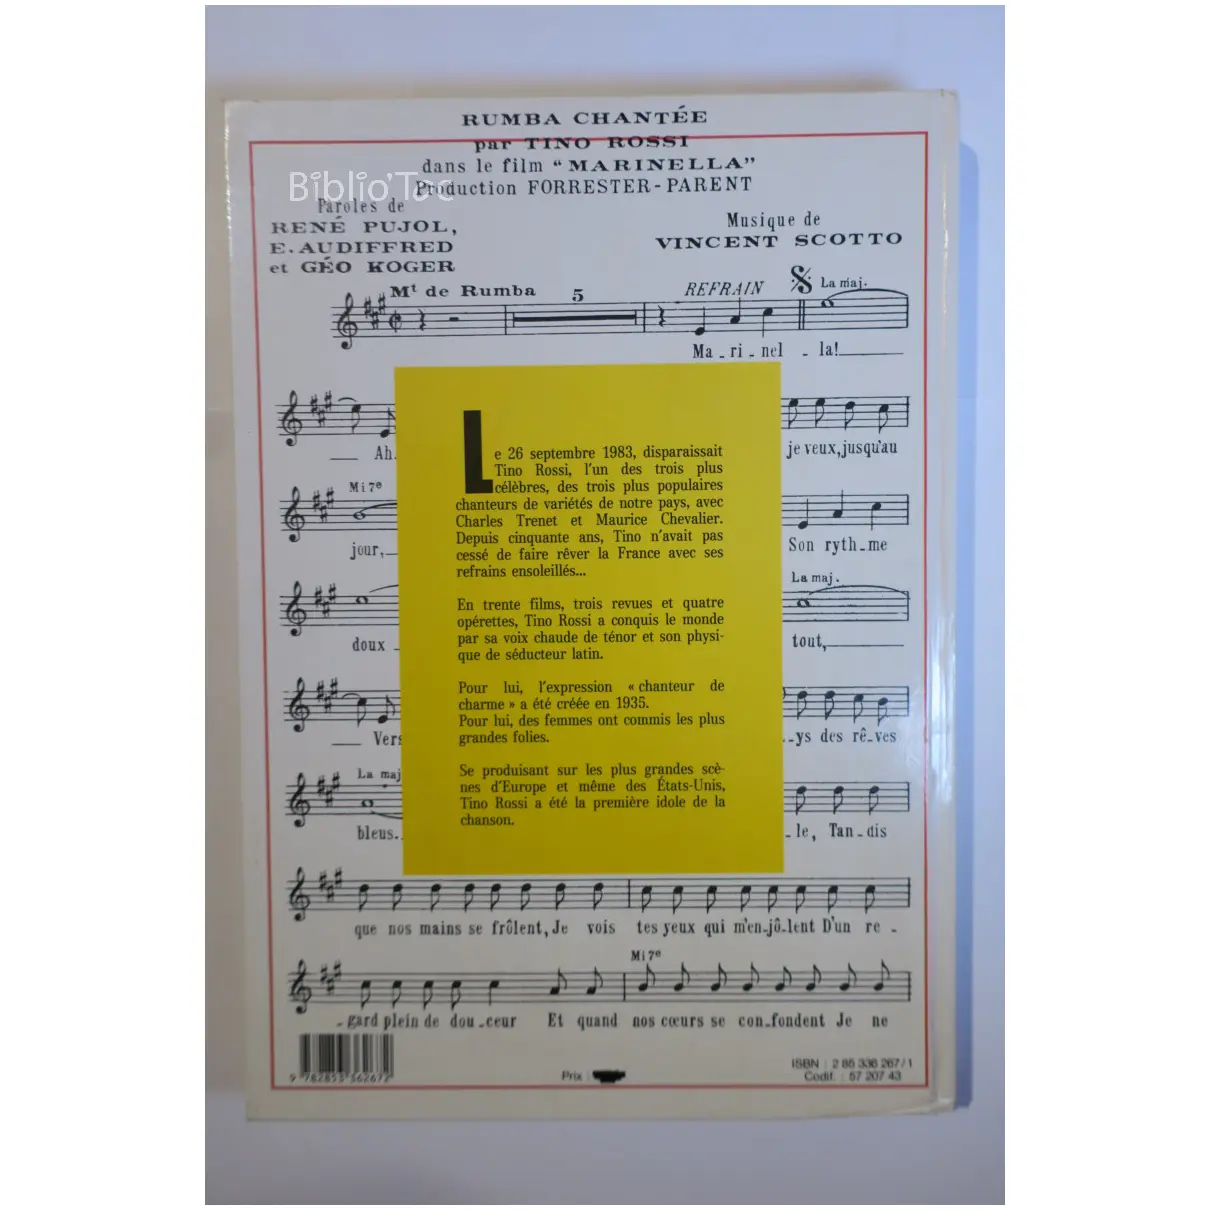 RUMBA CHANTÉE
par TINO ROSSI
dans le film “MARINELLA”
Production FORRESTER-PARENT
Biblio'Toc
Paroles de
RENÉ PUJOL,
E. AUDIFFRED
et GÉO KOGER
Musique de
VINCENT SCOTTO
Mt de Rumba
5
REFRAIN
La maj.
Ma - ri - nel - la!
Ah
je veux, jusqu'au
Mi 7e
jour,
Son ryth-me
La maj.
doux -
tout,
Vers
ys des rê-ves
La maj
bleus.
le, Tan-dis
que nos mains se frôlent, Je vois tes yeux qui m'en-jô-lent D'un re -
Mi 7e
-gard plein de dou-ceur Et quand nos cœurs se con-fondent Je ne
Le 26 septembre 1983, disparaissait
Tino Rossi, l'un des trois plus
célèbres, des trois plus populaires
chanteurs de variétés de notre pays, avec
Charles Trenet et Maurice Chevalier.
Depuis cinquante ans, Tino n'avait pas
cessé de faire rêver la France avec ses
refrains ensoleillés...
En trente films, trois revues et quatre
opérettes, Tino Rossi a conquis le monde
par sa voix chaude de ténor et son physi-
que de séducteur latin.
Pour lui, l'expression « chanteur de
charme » a été créée en 1935.
Pour lui, des femmes ont commis les plus
grandes folies.
Se produisant sur les plus grandes scè-
nes d'Europe et même des États-Unis,
Tino Rossi a été la première idole de la
chanson.
9 782853 362672
Prix :
ISBN : 2 85 336 267/1
Codif. : 57 207 43